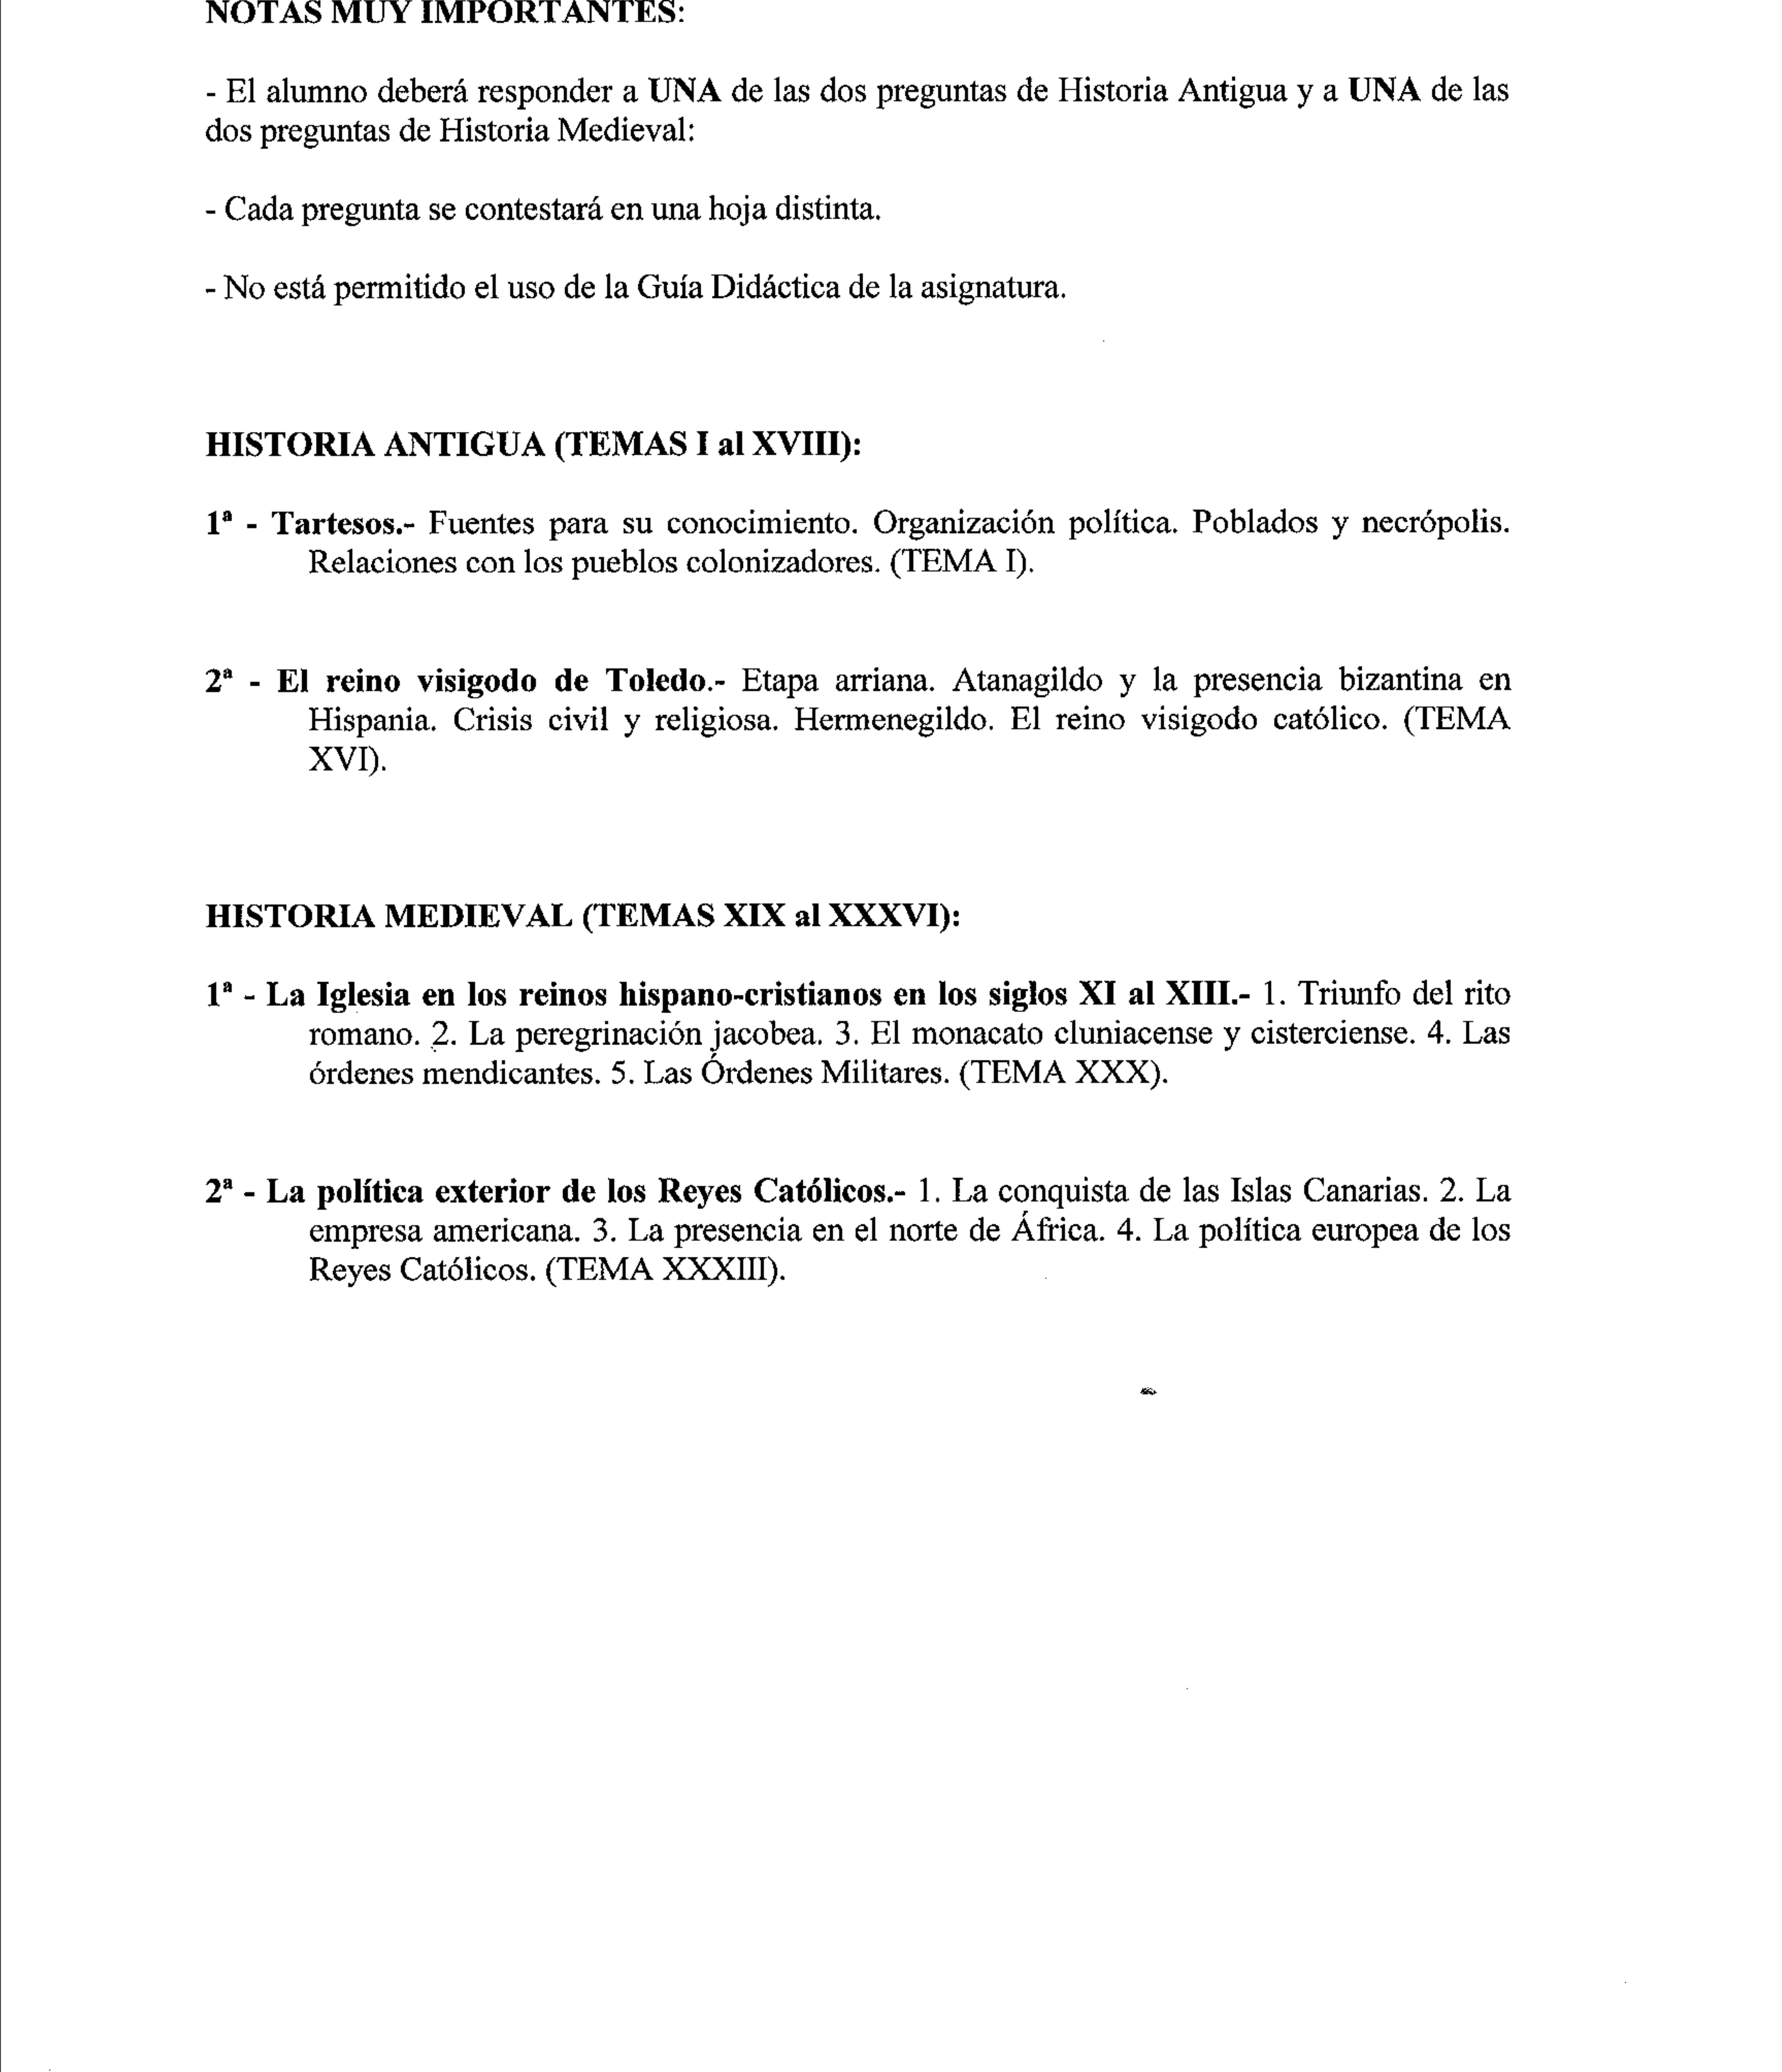 NOTAS MUY IMPORTANTES:
- El alumno deberá responder a UNA de las dos preguntas de Historia Antigua y a UNA de las
dos preguntas de Historia Medieval:
- Cada pregunta se contestará en una hoja distinta.
- No está permitido el uso de la Guía Didáctica de la asignatura.
HISTORIA ANTIGUA (TEMAS I al XVIII):
1ª - Tartesos.- Fuentes para su conocimiento. Organización política. Poblados y necrópolis.
Relaciones con los pueblos colonizadores. (TEMA I).
2ª - El reino visigodo de Toledo.- Etapa arriana. Atanagildo y la presencia bizantina en
Hispania. Crisis civil y religiosa. Hermenegildo. El reino visigodo católico. (TEMA
XVI).
HISTORIA MEDIEVAL (TEMAS XIX al XXXVI):
1ª - La Iglesia en los reinos hispano-cristianos en los siglos XI al XIII.- 1. Triunfo del rito
romano. 2. La peregrinación jacobea. 3. El monacato cluniacense y cisterciense. 4. Las
órdenes mendicantes. 5. Las Órdenes Militares. (TEMA XXX).
2ª - La política exterior de los Reyes Católicos.- 1. La conquista de las Islas Canarias. 2. La
empresa americana. 3. La presencia en el norte de África. 4. La política europea de los
Reyes Católicos. (TEMA XXXIII).